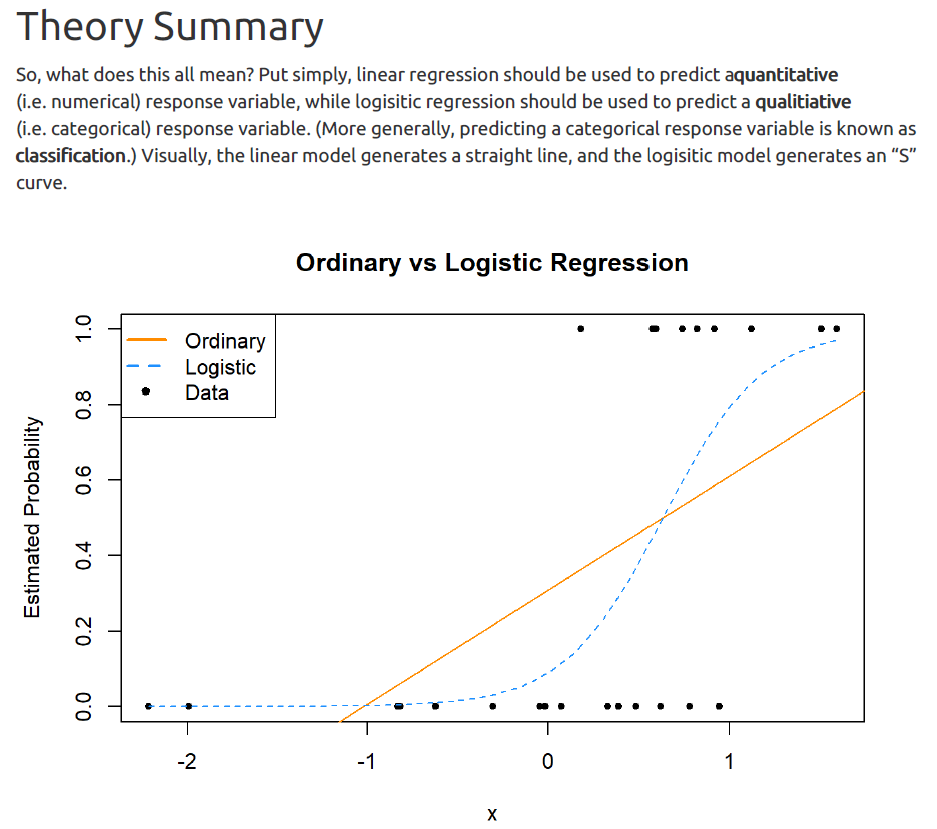 Theory Summary
So, what does this all mean? Put simply, linear regression should be used to predict aquantitative
(i.e. numerical) response variable, while logisitic regression should be used to predict a qualitiative
(i.e. categorical) response variable. (More generally, predicting a categorical response variable is known as
classification.) Visually, the linear model generates a straight line, and the logisitic model generates an “S”
curve.
Ordinary vs Logistic Regression
Ordinary
Logistic
Data
Estimated Probability
1.0
0.8
0.6
0.4
0.2
0.0
-2
-1
0
1
x